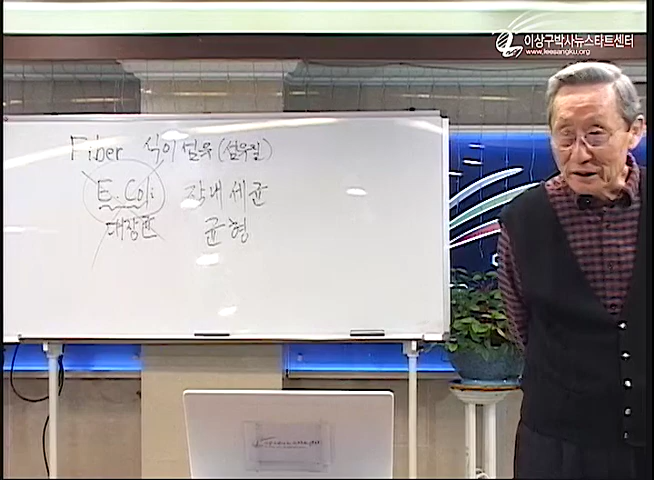 이상구박사뉴스타트센터
www.leesangku.org
Fiber 식이섬유 (섬유질)
E. Coli 장내세균
대장균 균형